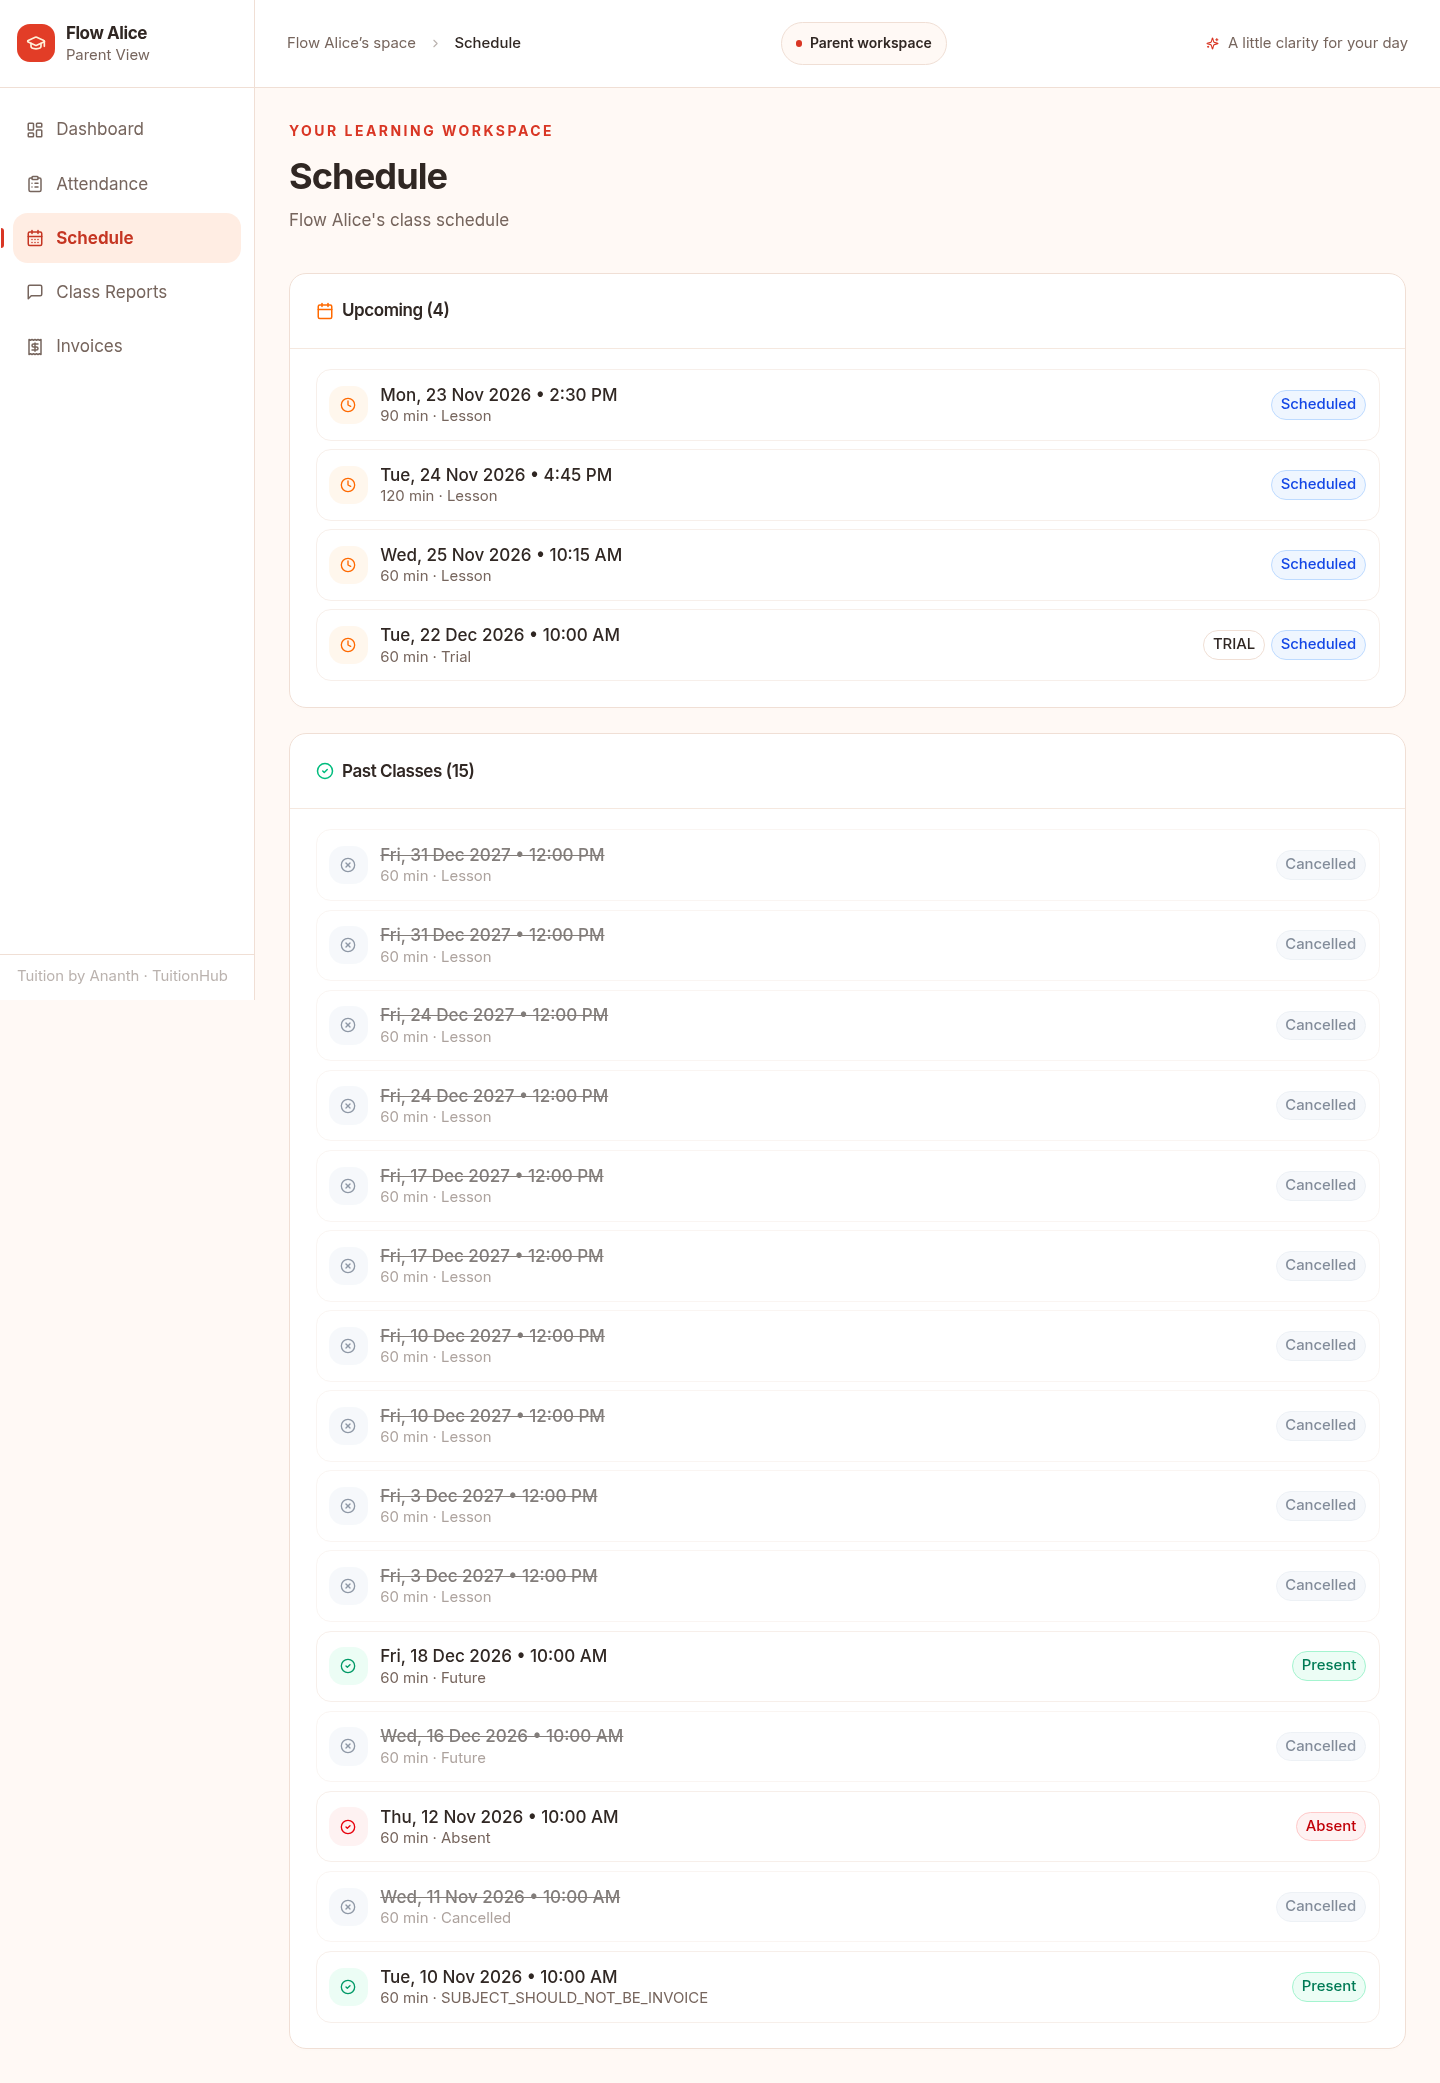 Flow Alice
Parent View
Flow Alice's space
Schedule
Parent workspace
A little clarity for your day
Dashboard
Attendance
Schedule
Class Reports
Invoices
Tuition by Ananth · TuitionHub
YOUR LEARNING WORKSPACE
Schedule
Flow Alice's class schedule
Upcoming (4)
Mon, 23 Nov 2026 • 2:30 PM
90 min · Lesson
Scheduled
Tue, 24 Nov 2026 • 4:45 PM
120 min · Lesson
Scheduled
Wed, 25 Nov 2026 • 10:15 AM
60 min · Lesson
Scheduled
Tue, 22 Dec 2026 • 10:00 AM
60 min · Trial
TRIAL
Scheduled
Past Classes (15)
Fri, 31 Dec 2027 • 12:00 PM
60 min · Lesson
Cancelled
Fri, 31 Dec 2027 • 12:00 PM
60 min · Lesson
Cancelled
Fri, 24 Dec 2027 • 12:00 PM
60 min · Lesson
Cancelled
Fri, 24 Dec 2027 • 12:00 PM
60 min · Lesson
Cancelled
Fri, 17 Dec 2027 • 12:00 PM
60 min · Lesson
Cancelled
Fri, 17 Dec 2027 • 12:00 PM
60 min · Lesson
Cancelled
Fri, 10 Dec 2027 • 12:00 PM
60 min · Lesson
Cancelled
Fri, 10 Dec 2027 • 12:00 PM
60 min · Lesson
Cancelled
Fri, 3 Dec 2027 • 12:00 PM
60 min · Lesson
Cancelled
Fri, 3 Dec 2027 • 12:00 PM
60 min · Lesson
Cancelled
Fri, 18 Dec 2026 • 10:00 AM
60 min · Future
Present
Wed, 16 Dec 2026 • 10:00 AM
60 min · Future
Cancelled
Thu, 12 Nov 2026 • 10:00 AM
60 min · Absent
Absent
Wed, 11 Nov 2026 • 10:00 AM
60 min · Cancelled
Cancelled
Tue, 10 Nov 2026 • 10:00 AM
60 min · SUBJECT_SHOULD_NOT_BE_INVOICE
Present